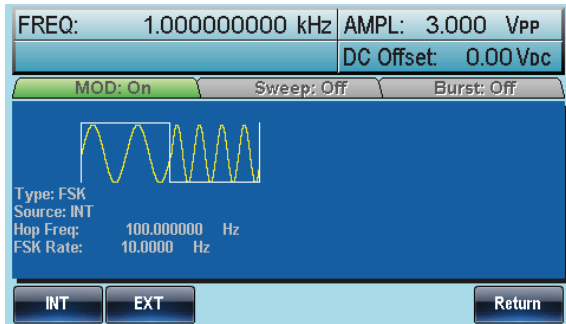 FREQ: 1.000000000 kHz AMPL: 3.000 VPP
DC Offset: 0.00 VDC
MOD: On Sweep: Off Burst: Off
Type: FSK
Source: INT
Hop Freq: 100.000000 Hz
FSK Rate: 10.0000 Hz
INT EXT Return